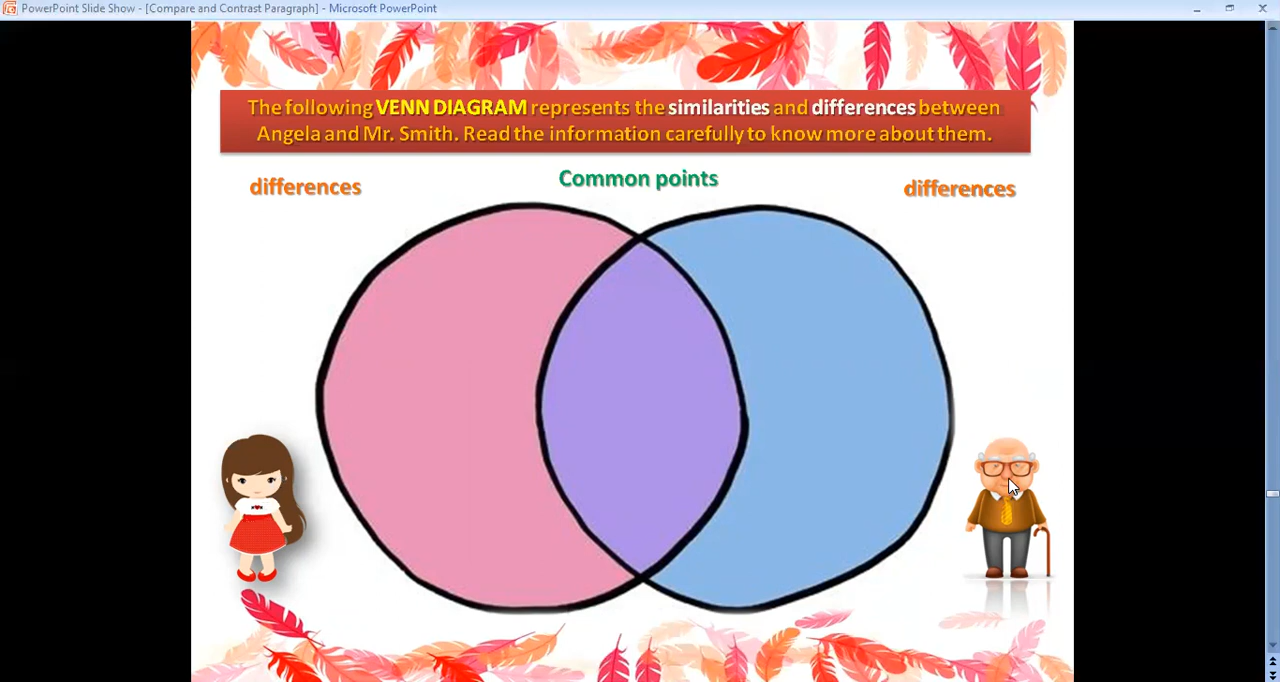 PowerPoint Slide Show - [Compare and Contrast Paragraph] - Microsoft PowerPoint
The following VENN DIAGRAM represents the similarities and differences between
Angela and Mr. Smith. Read the information carefully to know more about them.
differences
Common points
differences